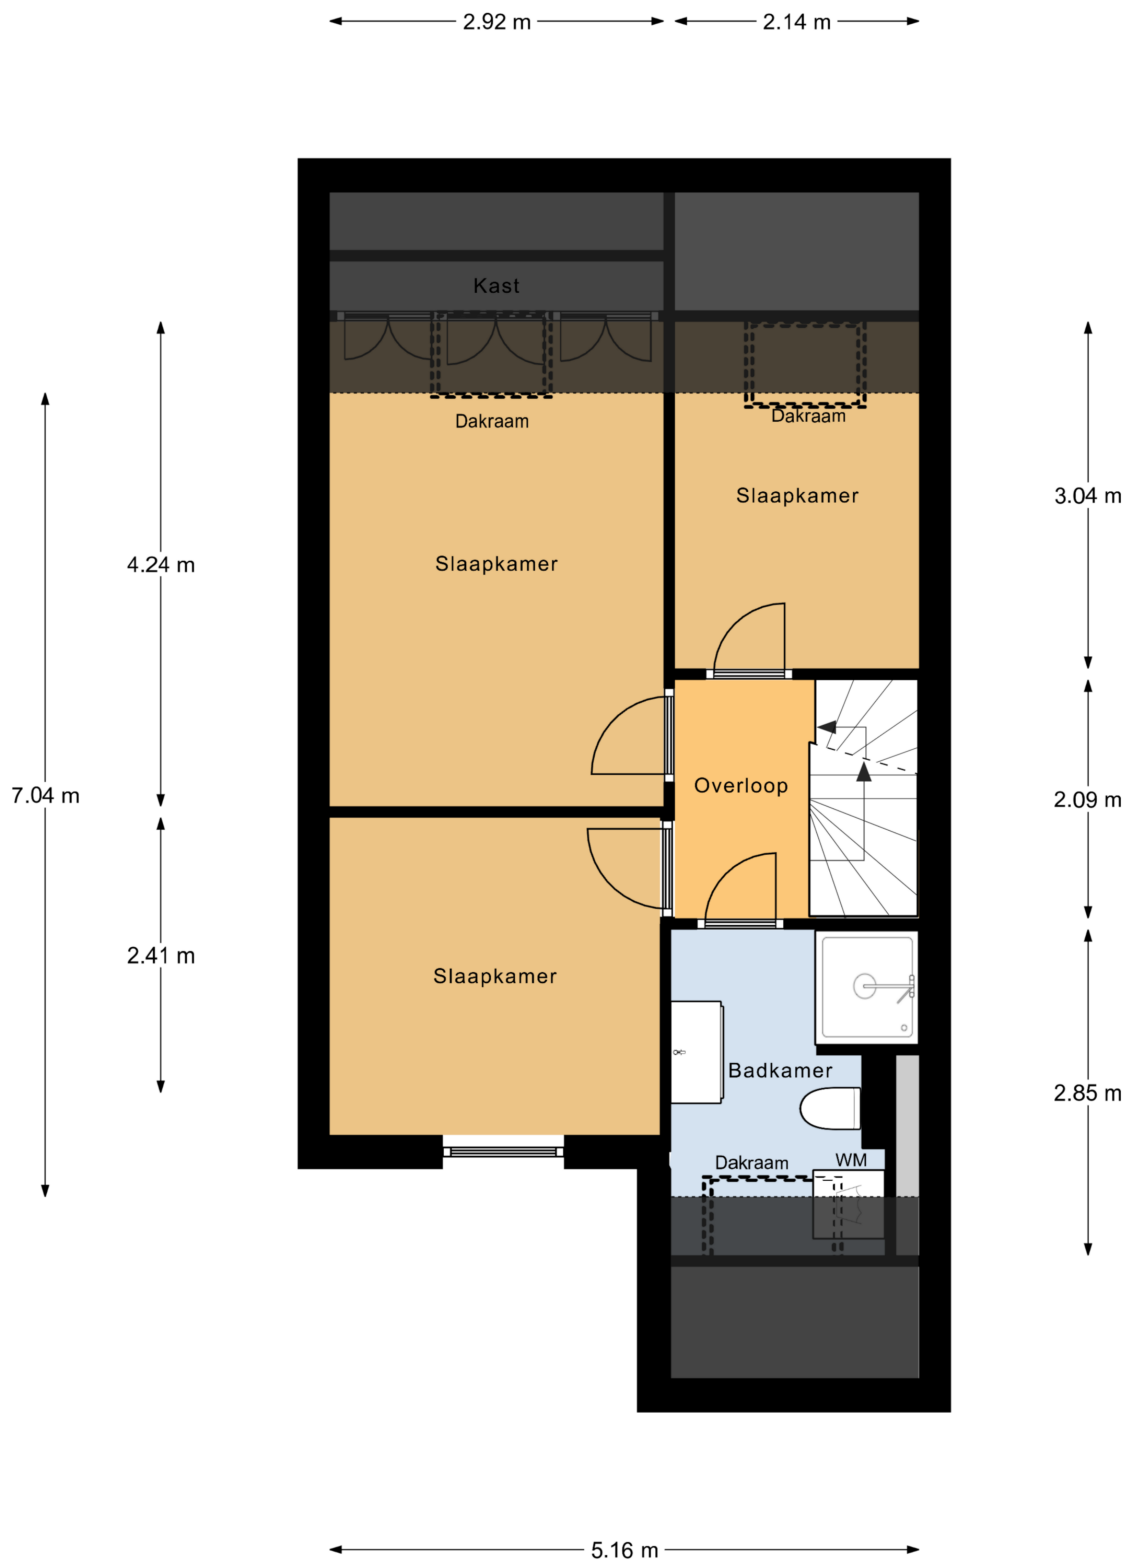 2.92 m
2.14 m
Kast
Dakraam
Dakraam
Slaapkamer
3.04 m
Slaapkamer
4.24 m
Overloop
7.04 m
2.09 m
2.41 m
Slaapkamer
Badkamer
2.85 m
Dakraam
WM
5.16 m